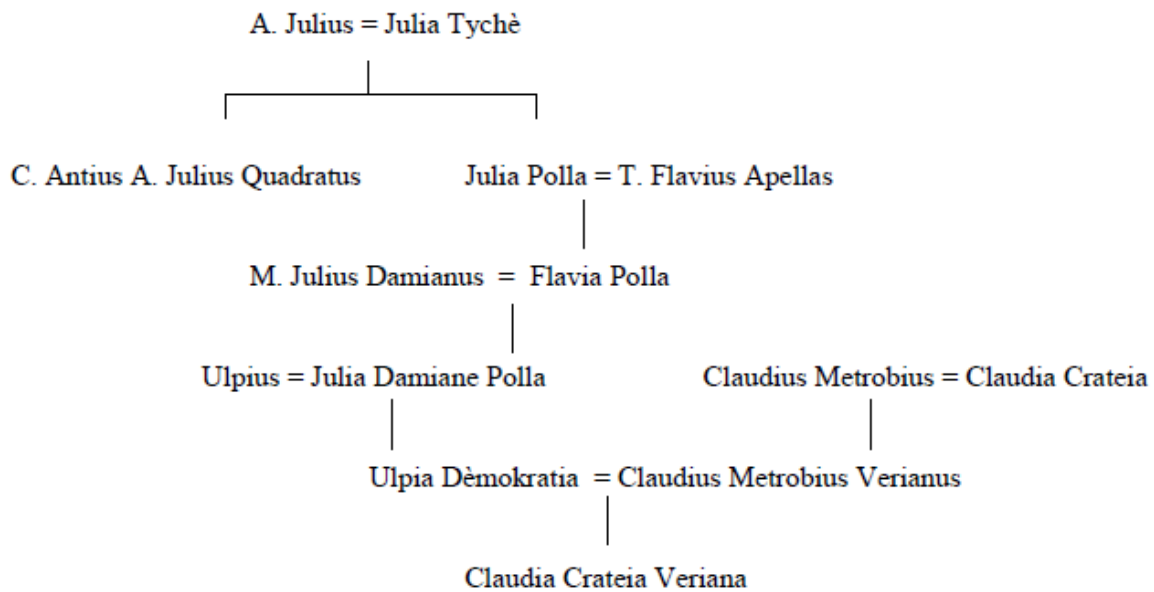 A. Julius = Julia Tychè
C. Antius A. Julius Quadratus Julia Polla = T. Flavius Apellas
M. Julius Damianus = Flavia Polla
Ulpius = Julia Damiane Polla Claudius Metrobius = Claudia Crateia
Ulpia Dèmokratia = Claudius Metrobius Verianus
Claudia Crateia Veriana